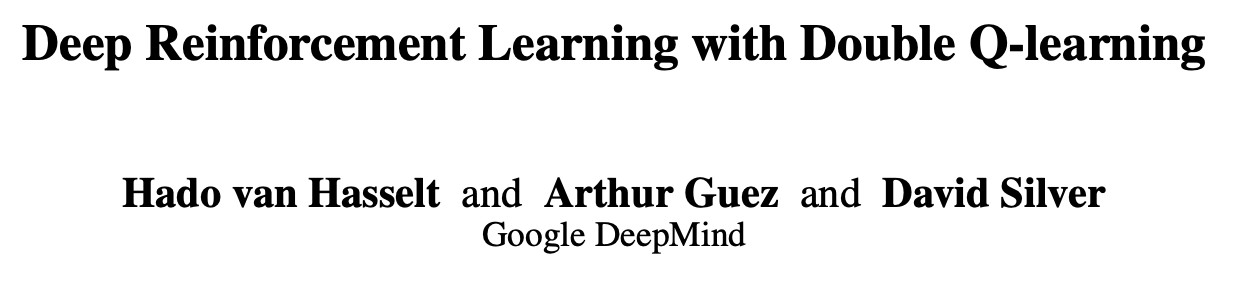 Deep Reinforcement Learning with Double Q-learning
Hado van Hasselt and Arthur Guez and David Silver
Google DeepMind